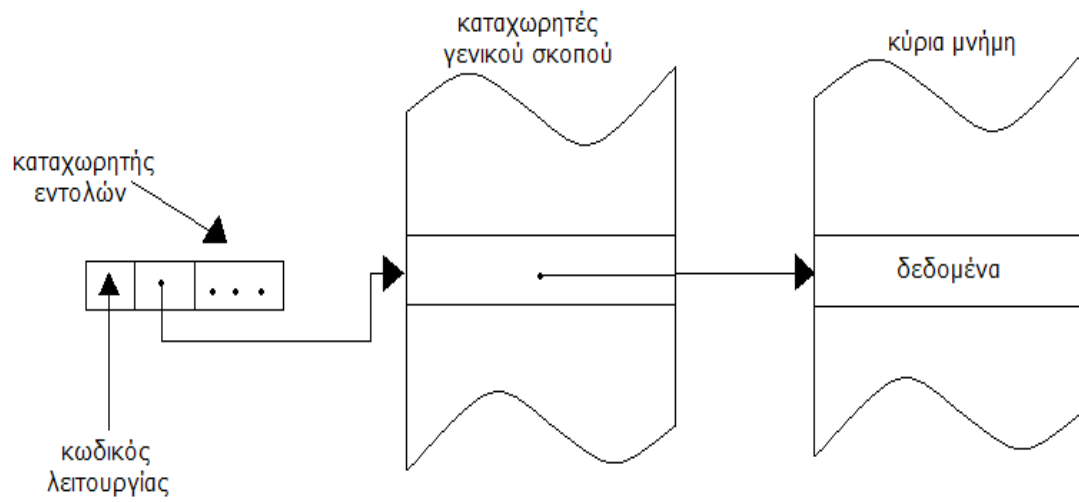 καταχωρητές
γενικού σκοπού
κύρια μνήμη
καταχωρητής
εντολών
δεδομένα
κωδικός
λειτουργίας